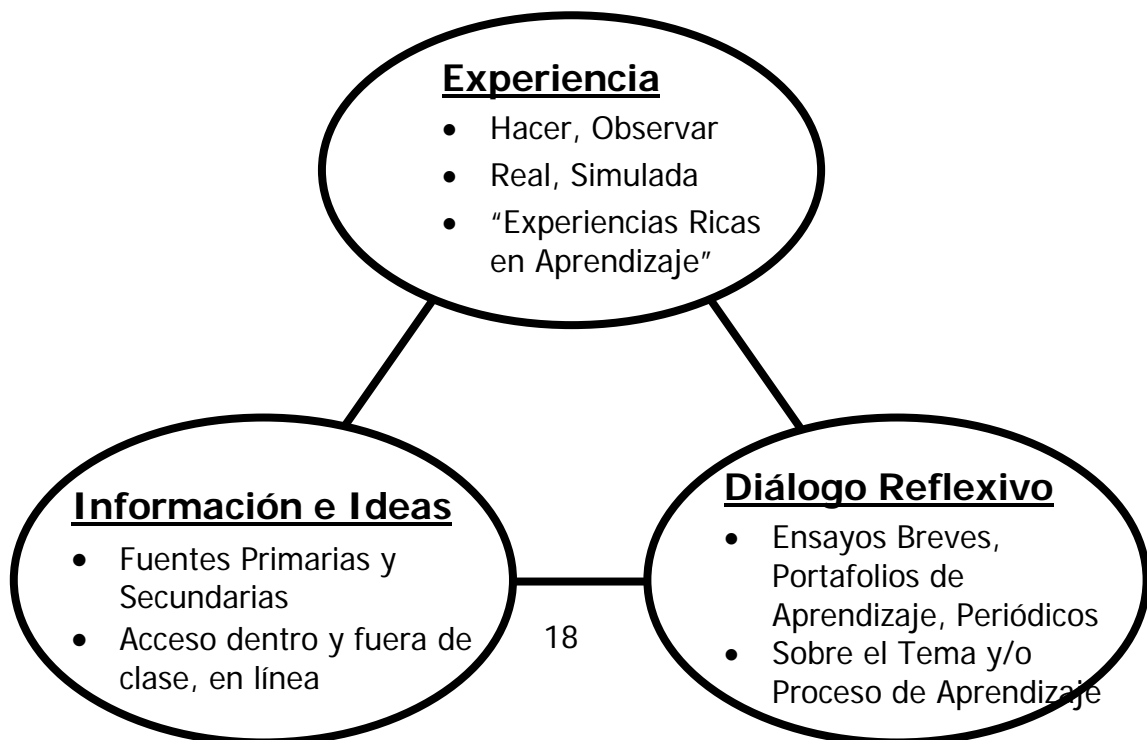 Experiencia
• Hacer, Observar
• Real, Simulada
• “Experiencias Ricas
en Aprendizaje”
Información e Ideas
• Fuentes Primarias y
Secundarias
• Acceso dentro y fuera de
clase, en línea
18
Diálogo Reflexivo
• Ensayos Breves,
Portafolios de
Aprendizaje, Periódicos
• Sobre el Tema y/o
Proceso de Aprendizaje